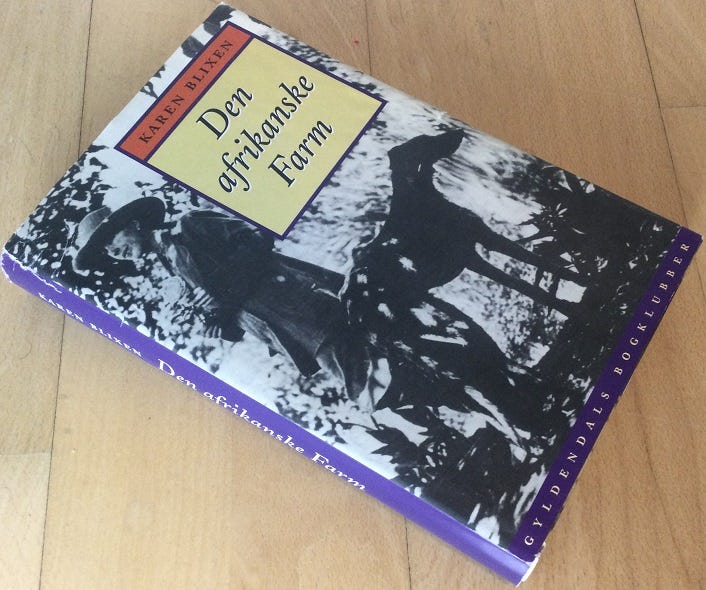 KAREN BLIXEN
Den
afrikanske
Farm
GYLDENDALS BOGKLUBBER
KAREN BLIXEN Den afrikanske Farm